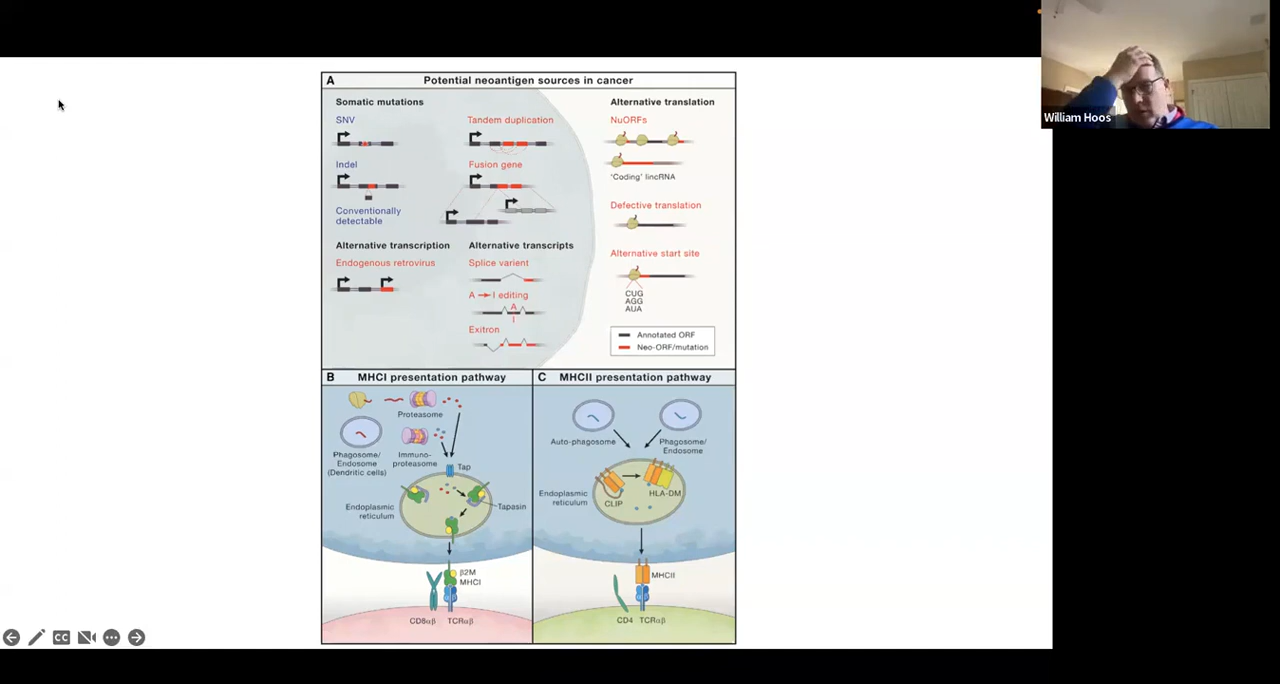 William Hoos
A
Potential neoantigen sources in cancer
Somatic mutations
SNV
Indel
Conventionally
detectable
Tandem duplication
Fusion gene
Alternative transcription
Endogenous retrovirus
Alternative transcripts
Splice varient
A I editing
A
I
Exitron
Alternative translation
NuORFs
'Coding' lincRNA
Defective translation
Alternative start site
CUG
AGG
AUA
Annotated ORF
Neo-ORF/mutation
B
MHCI presentation pathway
Proteasome
Phagosome/
Endosome
(Dendritic cells)
Immuno-
proteasome
Tap
Endoplasmic
reticulum
Tapasin
β2M
MHCI
CD8αβ
TCRαβ
C
MHCII presentation pathway
Auto-phagosome
Phagosome/
Endosome
Endoplasmic
reticulum
CLIP
HLA-DM
MHCII
CD4
TCRαβ
CC